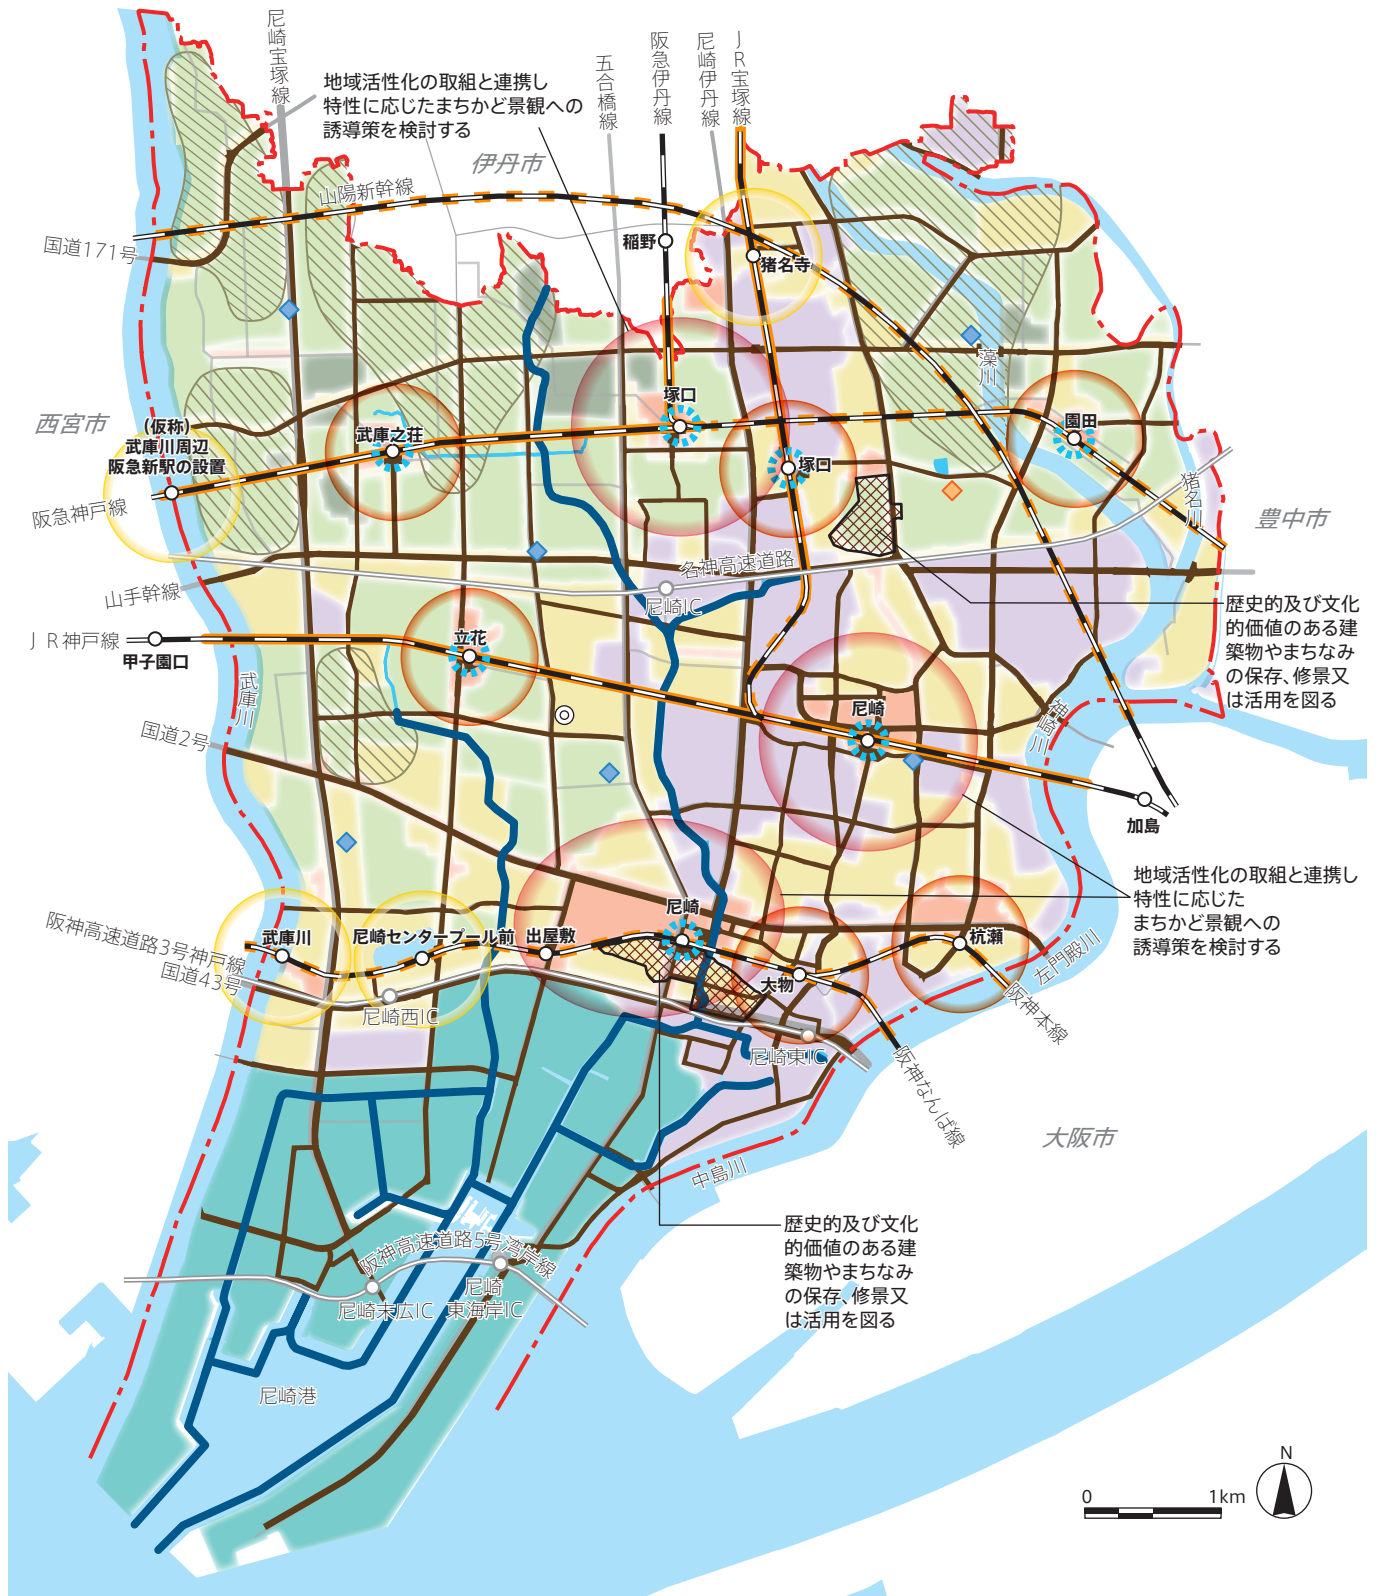 尼崎宝塚線
地域活性化の取組と連携し
特性に応じたまちかど景観への
誘導策を検討する
五合橋線
阪急伊丹線
尼崎伊丹線
ＪＲ宝塚線
伊丹市
山陽新幹線
国道171号
稲野
猪名寺
藻川
西宮市
（仮称）
武庫川周辺
阪急新駅の設置
武庫之荘
塚口
塚口
園田
猪名川
豊中市
阪急神戸線
山手幹線
名神高速道路
尼崎IC
歴史的及び文化
的価値のある建
築物やまちなみ
の保存、修景又
は活用を図る
ＪＲ神戸線
甲子園口
立花
武庫川
国道2号
尼崎
神崎川
加島
地域活性化の取組と連携し
特性に応じた
まちかど景観への
誘導策を検討する
阪神高速道路3号神戸線
国道43号
武庫川
尼崎センタープール前
出屋敷
尼崎
大物
杭瀬
左門殿川
阪神本線
尼崎西IC
尼崎東IC
阪神なんば線
大阪市
中島川
歴史的及び文化
的価値のある建
築物やまちなみ
の保存、修景又
は活用を図る
阪神高速道路5号湾岸線
尼崎末広IC
尼崎
東海岸IC
尼崎港
N
0
1km